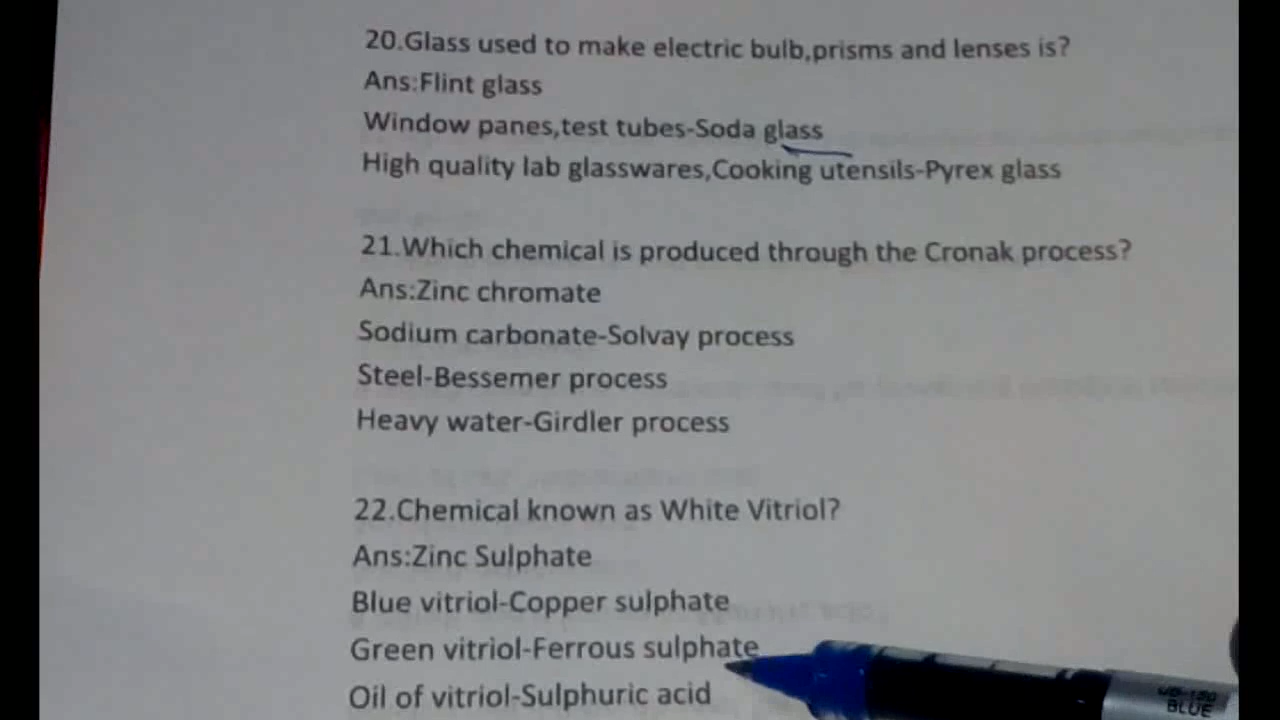 20.Glass used to make electric bulb,prisms and lenses is?
Ans:Flint glass
Window panes,test tubes-Soda glass
High quality lab glasswares,Cooking utensils-Pyrex glass
21.Which chemical is produced through the Cronak process?
Ans:Zinc chromate
Sodium carbonate-Solvay process
Steel-Bessemer process
Heavy water-Girdler process
22.Chemical known as White Vitriol?
Ans:Zinc Sulphate
Blue vitriol-Copper sulphate
Green vitriol-Ferrous sulphate
Oil of vitriol-Sulphuric acid
BLUE